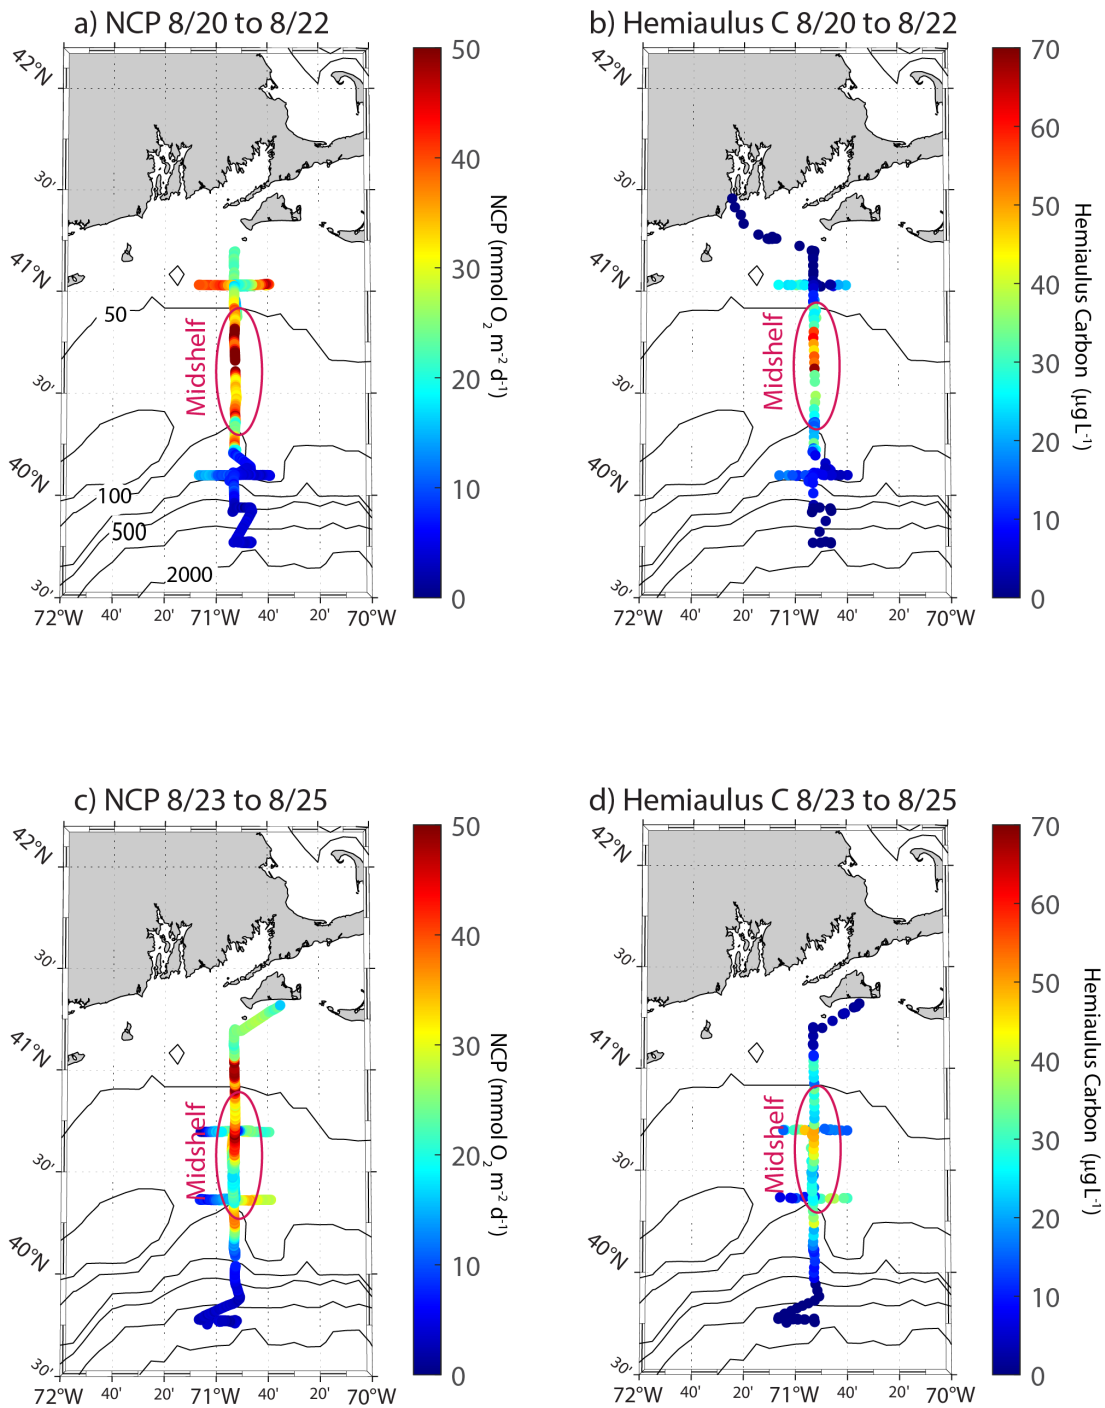 a) NCP 8/20 to 8/22
42°N
30'
41°N
30'
40°N
30'
72°W 40' 20' 71°W 40' 20' 70°W
50
100
500
2000
Midshelf
50
40
30
20
10
0
NCP (mmol O2 m-2 d-1)
b) Hemiaulus C 8/20 to 8/22
42°N
30'
41°N
30'
40°N
30'
72°W 20' 71°W 20' 70°W
Midshelf
70
60
50
40
30
20
10
0
Hemiaulus Carbon (μgL-1)
c) NCP 8/23 to 8/25
42°N
30'
41°N
30'
40°N
30'
72°W 40' 20' 71°W 40' 20' 70°W
Midshelf
50
40
30
20
10
0
NCP (mmol O2 m-2 d-1)
d) Hemiaulus C 8/23 to 8/25
42°N
30'
41°N
30'
40°N
30'
72°W 40' 20' 71°W 40' 20' 70°W
Midshelf
70
60
50
40
30
20
10
0
Hemiaulus Carbon (μgL-1)